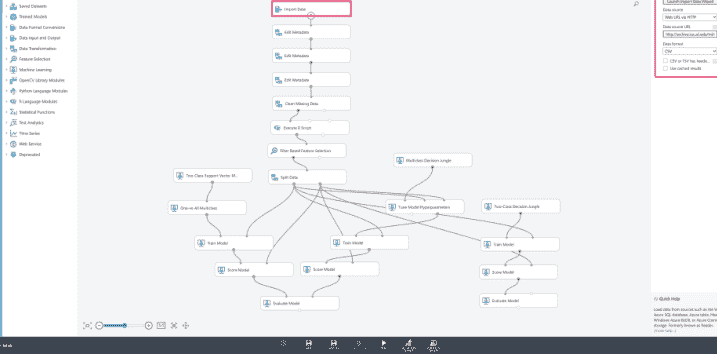 Saved Datasets
Trained Models
Data Format Conversions
Data Input and Output
Data Transformation
Feature Selection
Machine Learning
OpenCV Library Modules
Python Language Modules
R Language Modules
Statistical Functions
Text Analytics
Time Series
Web Service
Deprecated
Import Data
Edit Metadata
Edit Metadata
Edit Metadata
Clean Missing Data
Execute R Script
Filter Based Feature Selection
Split Data
Multiclass Decision Jungle
Two-Class Support Vector M...
One-vs-All Multiclass
Tune Model Hyperparameters
Two-Class Decision Jungle
Train Model
Train Model
Train Model
Score Model
Score Model
Score Model
Evaluate Model
Evaluate Model
Launch Import Data Wizard
Data source
Web URL via HTTP
Data source URL
Data format
CSV
CSV or TSV has heade...
Use cached results
Quick Help